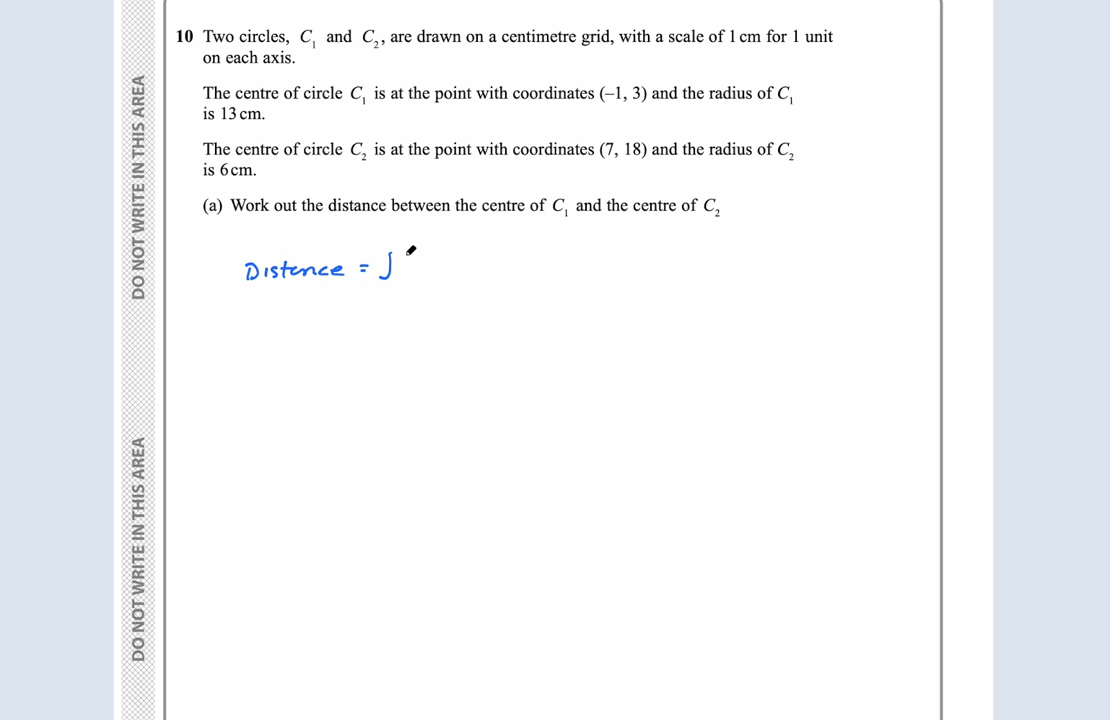 10 Two circles, C₁ and C₂, are drawn on a centimetre grid, with a scale of 1 cm for 1 unit
on each axis.
The centre of circle C₁ is at the point with coordinates (–1, 3) and the radius of C₁
is 13 cm.
The centre of circle C₂ is at the point with coordinates (7, 18) and the radius of C₂
is 6 cm.
(a) Work out the distance between the centre of C₁ and the centre of C₂
Distence = ∫
DO NOT WRITE IN THIS AREA
DO NOT WRITE IN THIS AREA